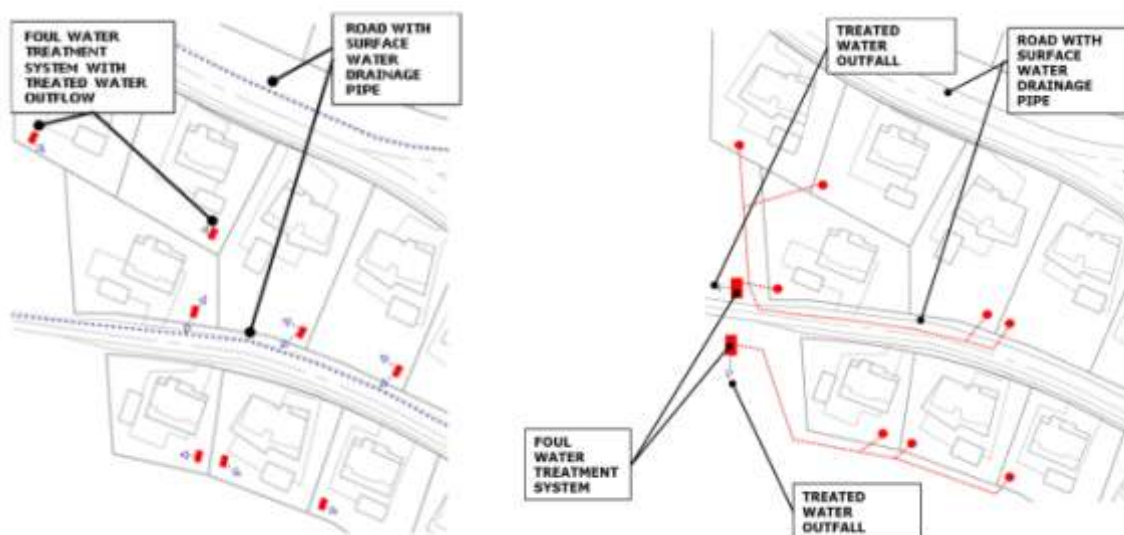 FOUL WATER
TREATMENT
SYSTEM WITH
TREATED WATER
OUTFLOW
ROAD WITH
SURFACE
WATER
DRAINAGE
PIPE
TREATED
WATER
OUTFALL
ROAD WITH
SURFACE
WATER
DRAINAGE
PIPE
FOUL
WATER
TREATMENT
SYSTEM
TREATED
WATER
OUTFALL